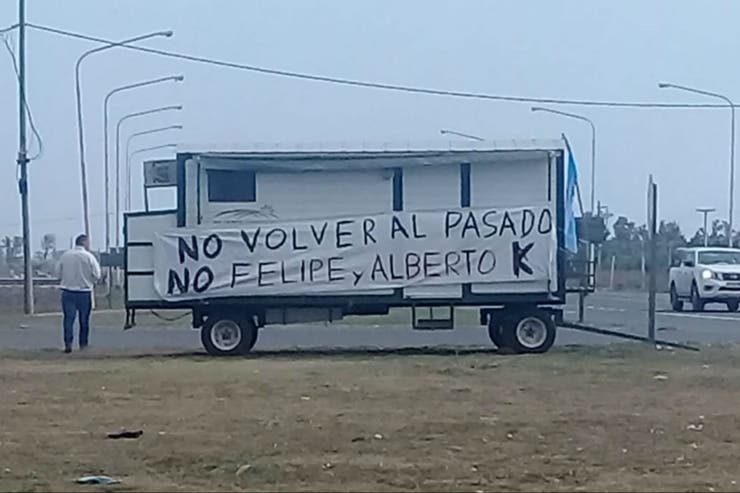 NO VOLVER AL PASADO
NO FELIPE y ALBERTO K